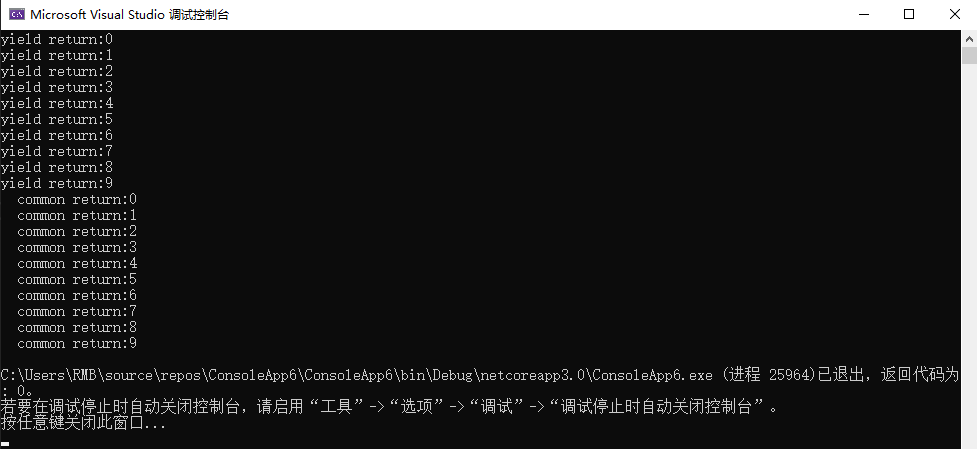 Microsoft Visual Studio 调试控制台
yield return:0
yield return:1
yield return:2
yield return:3
yield return:4
yield return:5
yield return:6
yield return:7
yield return:8
yield return:9
  common return:0
  common return:1
  common return:2
  common return:3
  common return:4
  common return:5
  common return:6
  common return:7
  common return:8
  common return:9
C:\Users\RMB\source\repos\ConsoleApp6\ConsoleApp6\bin\Debug\netcoreapp3.0\ConsoleApp6.exe (进程 25964)已退出，返回代码为
: 0。
若要在调试停止时自动关闭控制台，请启用“工具”->“选项”->“调试”->“调试停止时自动关闭控制台”。
按任意键关闭此窗口...